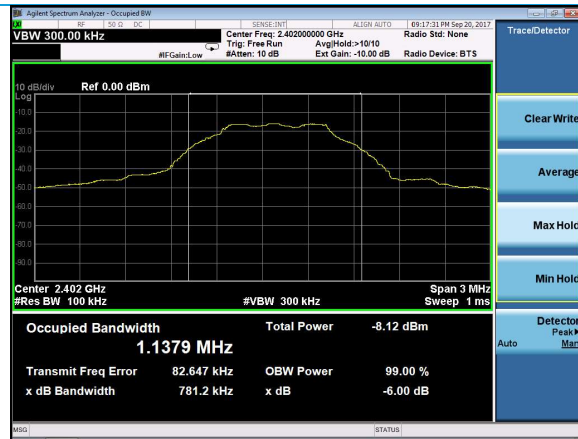 Agilent Spectrum Analyzer - Occupied BW
RF 50 Ω DC SENSE:INT ALIGN AUTO 09:17:31 PM Sep 20, 2017
VBW 300.00 kHz Center Freq: 2.402000000 GHz Radio Std: None Trace/Detector
Trig: Free Run Avg|Hold:>10/10
#IFGain:Low #Atten: 10 dB Ext Gain: -10.00 dB Radio Device: BTS
10 dB/div Ref 0.00 dBm
Log
-10.0
-20.0
-30.0
-40.0
-50.0
-60.0
-70.0
-80.0
-90.0
Clear Write
Average
Max Hold
Min Hold
Center 2.402 GHz Span 3 MHz
#Res BW 100 kHz #VBW 300 kHz Sweep 1 ms
Occupied Bandwidth Total Power -8.12 dBm
1.1379 MHz
Transmit Freq Error 82.647 kHz OBW Power 99.00 %
x dB Bandwidth 781.2 kHz x dB -6.00 dB
Detector
Peak
Auto Man
MSG STATUS